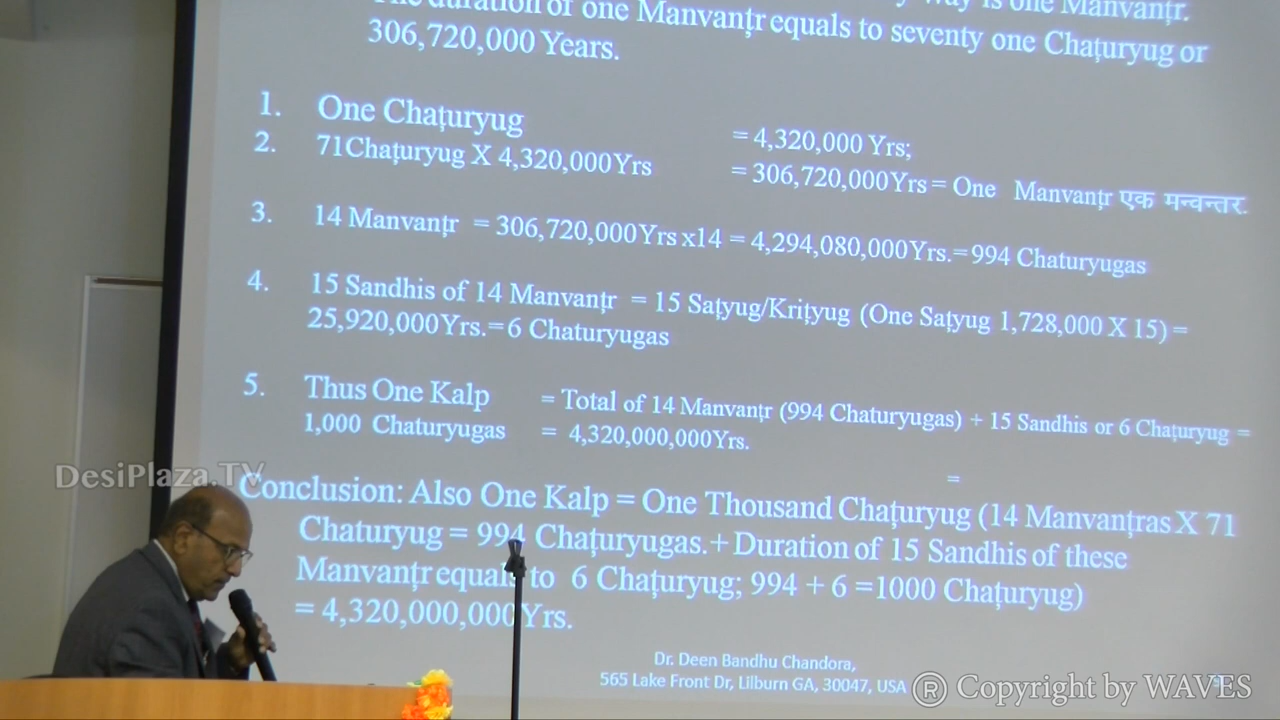 The duration of one Manvanṭr equals to seventy one Chaṭuryug or
way is one Manvanṭr.
306,720,000 Years.
1. One Chaṭuryug = 4,320,000 Yrs;
2. 71Chaṭuryug X 4,320,000Yrs = 306,720,000Yrs = One Manvanṭr एक मन्वन्तर.
3. 14 Manvanṭr = 306,720,000Yrs x14 = 4,294,080,000Yrs.=994 Chaturyugas
4. 15 Sandhis of 14 Manvanṭr = 15 Saṭyug/Kriṭyug (One Saṭyug 1,728,000 X 15) =
25,920,000Yrs.=6 Chaturyugas
5. Thus One Kalp = Total of 14 Manvanṭr (994 Chaturyugas) + 15 Sandhis or 6 Chaṭuryug =
1,000 Chaturyugas = 4,320,000,000Yrs.
=
DesiPlaza.TV
Conclusion: Also One Kalp = One Thousand Chaṭuryug (14 Manvanṭras X 71
Chaturyug = 994 Chaṭuryugas.+Duration of 15 Sandhis of these
Manvanṭr equals to 6 Chaṭuryug; 994 + 6 =1000 Chaṭuryug)
= 4,320,000,000Yrs.
Dr. Deen Bandhu Chandora,
565 Lake Front Dr, Lilburn GA, 30047, USA
® Copyright by WAVES